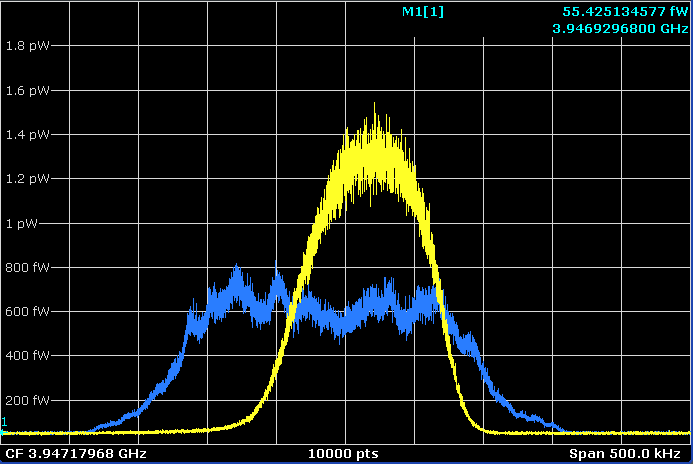 M1[1] 55.425134577 fW
3.9469296800 GHz
1.8 pW
1.6 pW
1.4 pW
1.2 pW
1 pW
800 fW
600 fW
400 fW
200 fW
1
CF 3.94717968 GHz 10000 pts Span 500.0 kHz